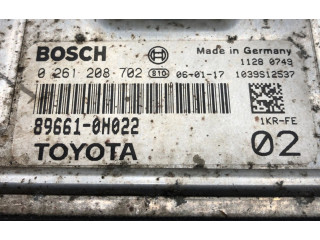 BOSCH Made in Germany
1128 0749
0 261 208 702 S10 06-01-17 1039S12537
89661-0H022 1KR-FE
TOYOTA 02